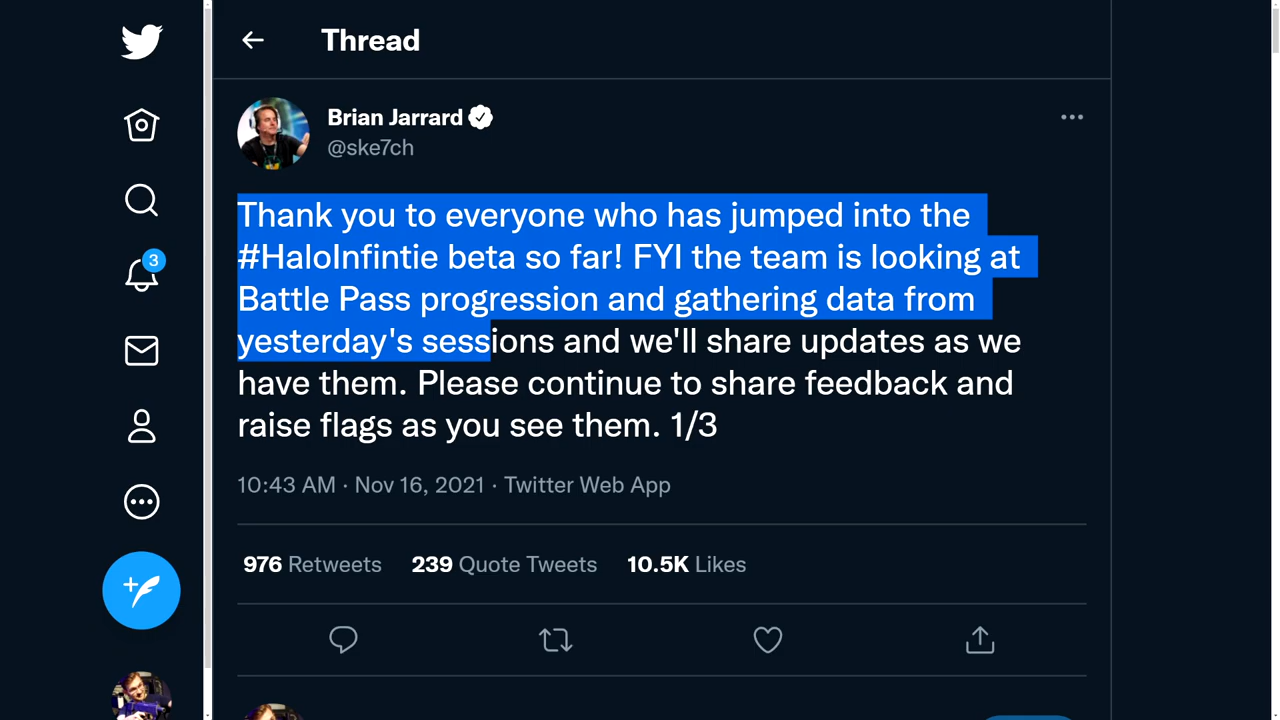 Thread
Brian Jarrard
@ske7ch
Thank you to everyone who has jumped into the
#HaloInfintie beta so far! FYI the team is looking at
Battle Pass progression and gathering data from
yesterday's sessions and we'll share updates as we
have them. Please continue to share feedback and
raise flags as you see them. 1/3
10:43 AM · Nov 16, 2021 · Twitter Web App
976 Retweets 239 Quote Tweets 10.5K Likes
3